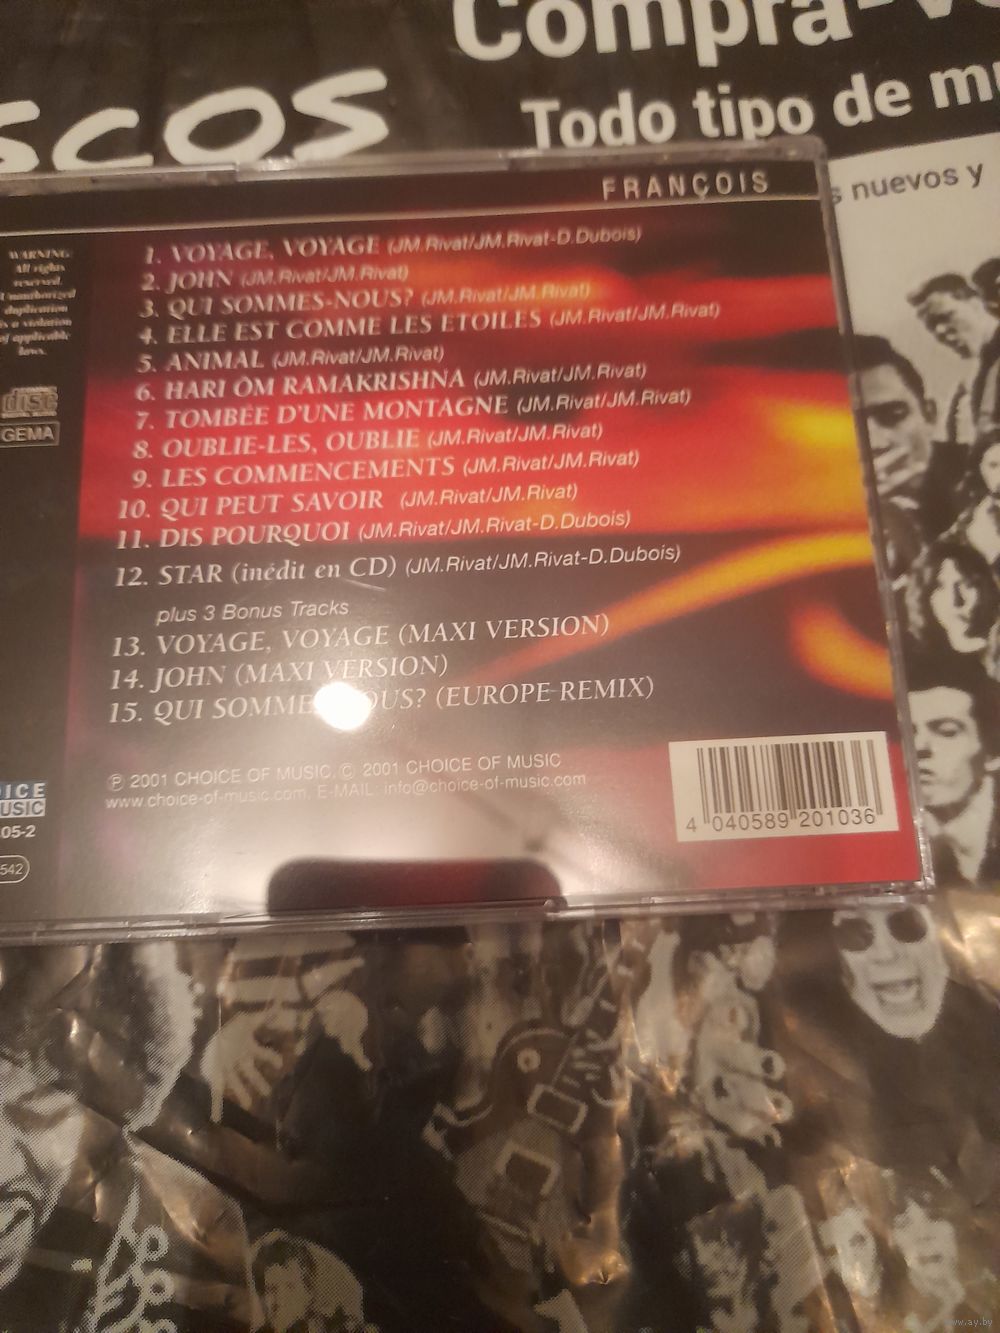 Compra-Ve
scos
Todo tipo de mu
s nuevos y
FRANÇOIS
WARNING:
All rights
reserved.
Unauthorized
duplication
is a violation
of applicable
laws.
disc
GEMA
1. VOYAGE, VOYAGE (JM.Rivat/JM.Rivat-D.Dubois)
2. JOHN (JM.Rivat/JM.Rivat)
3. QUI SOMMES-NOUS? (JM.Rivat/JM.Rivat)
4. ELLE EST COMME LES ETOILES (JM.Rivat/JM.Rivat)
5. ANIMAL (JM.Rivat/JM.Rivat)
6. HARI ÔM RAMAKRISHNA (JM.Rivat/JM.Rivat)
7. TOMBÉE D'UNE MONTAGNE (JM.Rivat/JM.Rivat)
8. OUBLIE-LES, OUBLIE (JM.Rivat/JM.Rivat)
9. LES COMMENCEMENTS (JM.Rivat/JM.Rivat)
10. QUI PEUT SAVOIR (JM.Rivat/JM.Rivat)
11. DIS POURQUOI (JM.Rivat/JM.Rivat-D.Dubois)
12. STAR (inédit en CD) (JM.Rivat/JM.Rivat-D.Dubois)
plus 3 Bonus Tracks
13. VOYAGE, VOYAGE (MAXI VERSION)
14. JOHN (MAXI VERSION)
15. QUI SOMME OUS? (EUROPE REMIX)
℗ 2001 CHOICE OF MUSIC, © 2001 CHOICE OF MUSIC
www.choice-of-music.com, E-MAIL: info@choice-of-music.com
OICE
USIC
05-2
542
4 040589 201036
www.ay.by